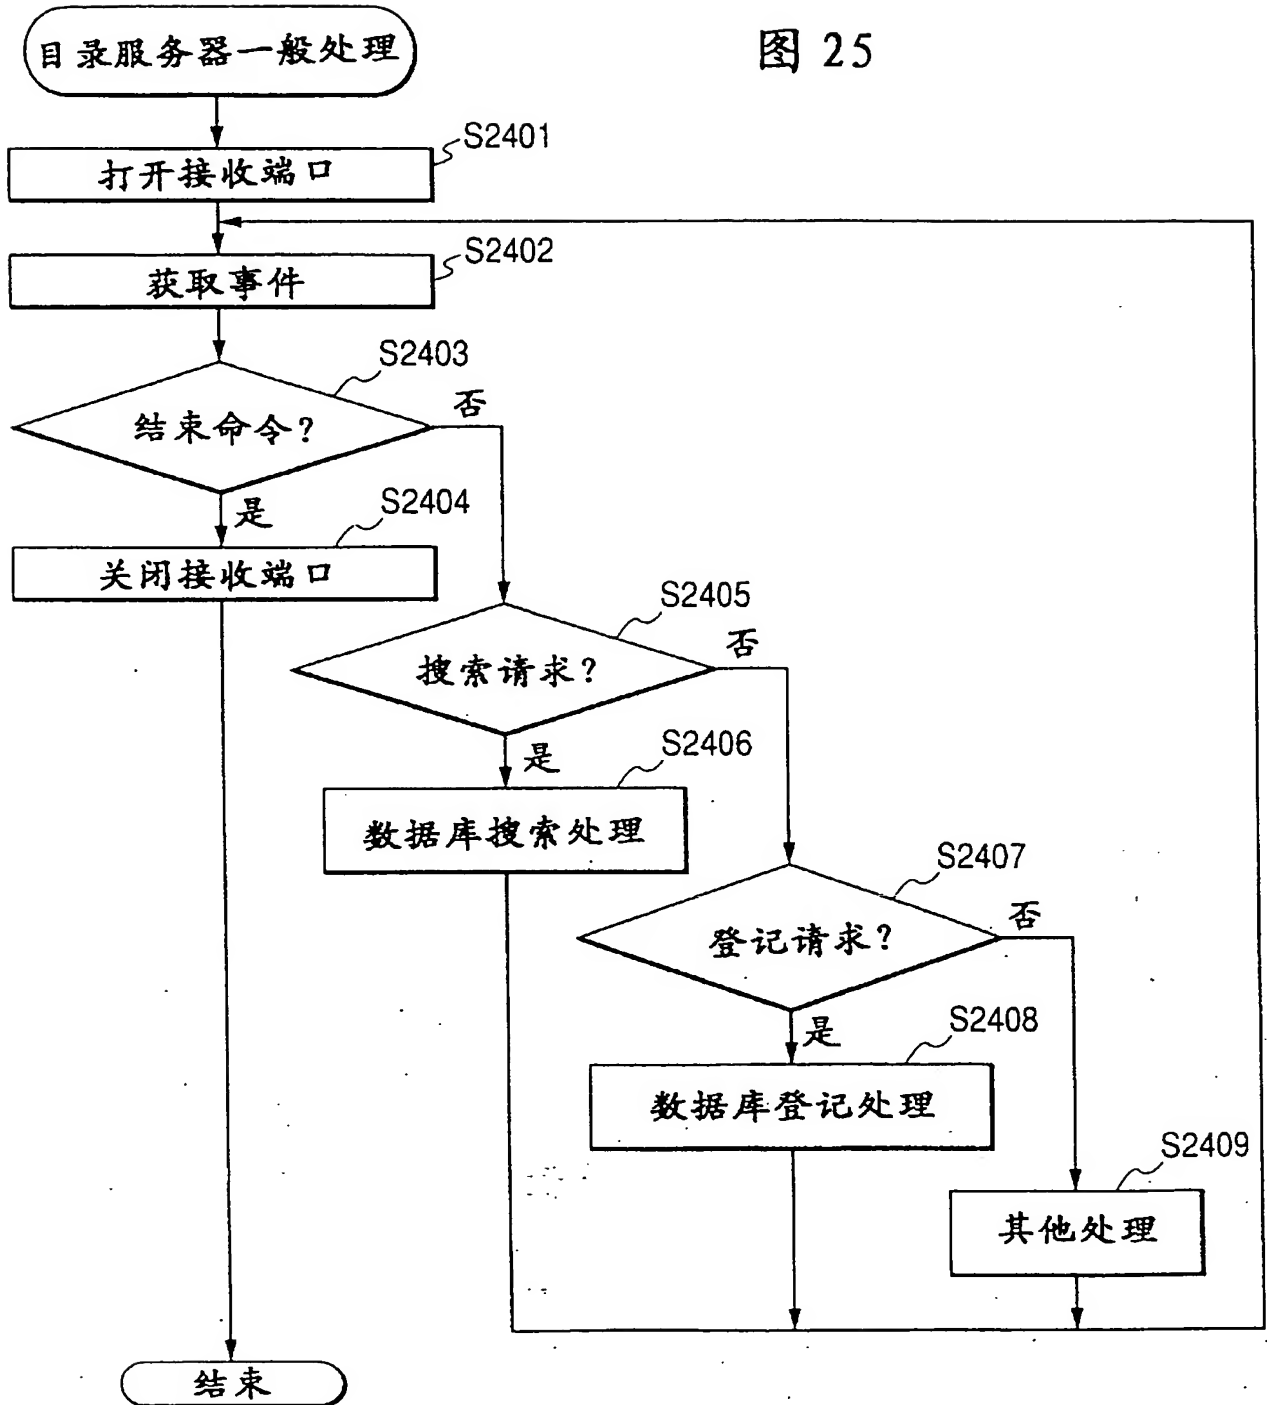 图 25
目录服务器一般处理
S2401
打开接收端口
S2402
获取事件
S2403
结束命令?
否
是
S2404
关闭接收端口
S2405
搜索请求?
否
是
S2406
数据库搜索处理
S2407
登记请求?
否
是
S2408
数据库登记处理
S2409
其他处理
结束